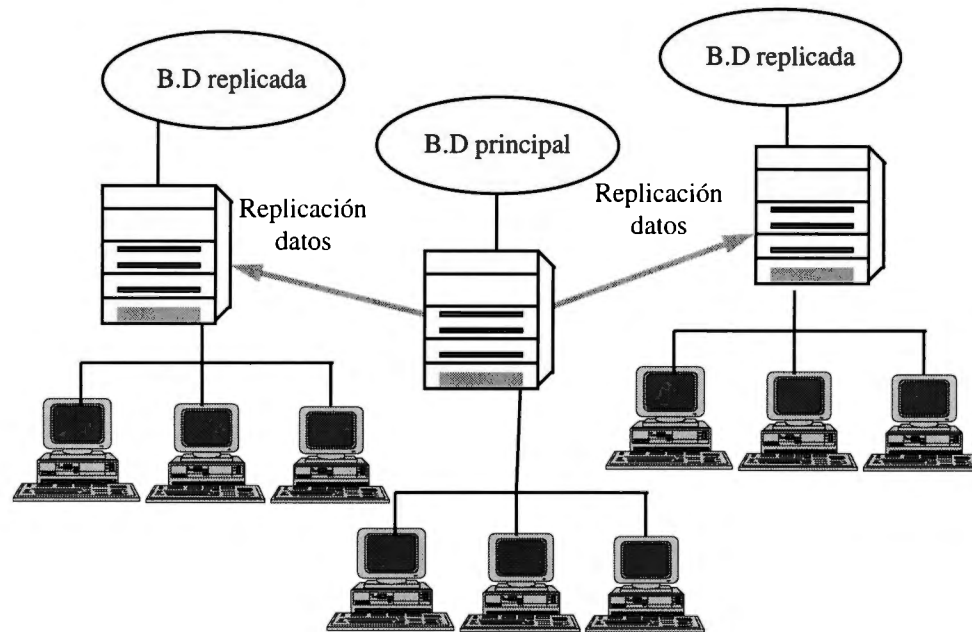 B.D replicada
B.D replicada
B.D principal
Replicación
datos
Replicación
datos